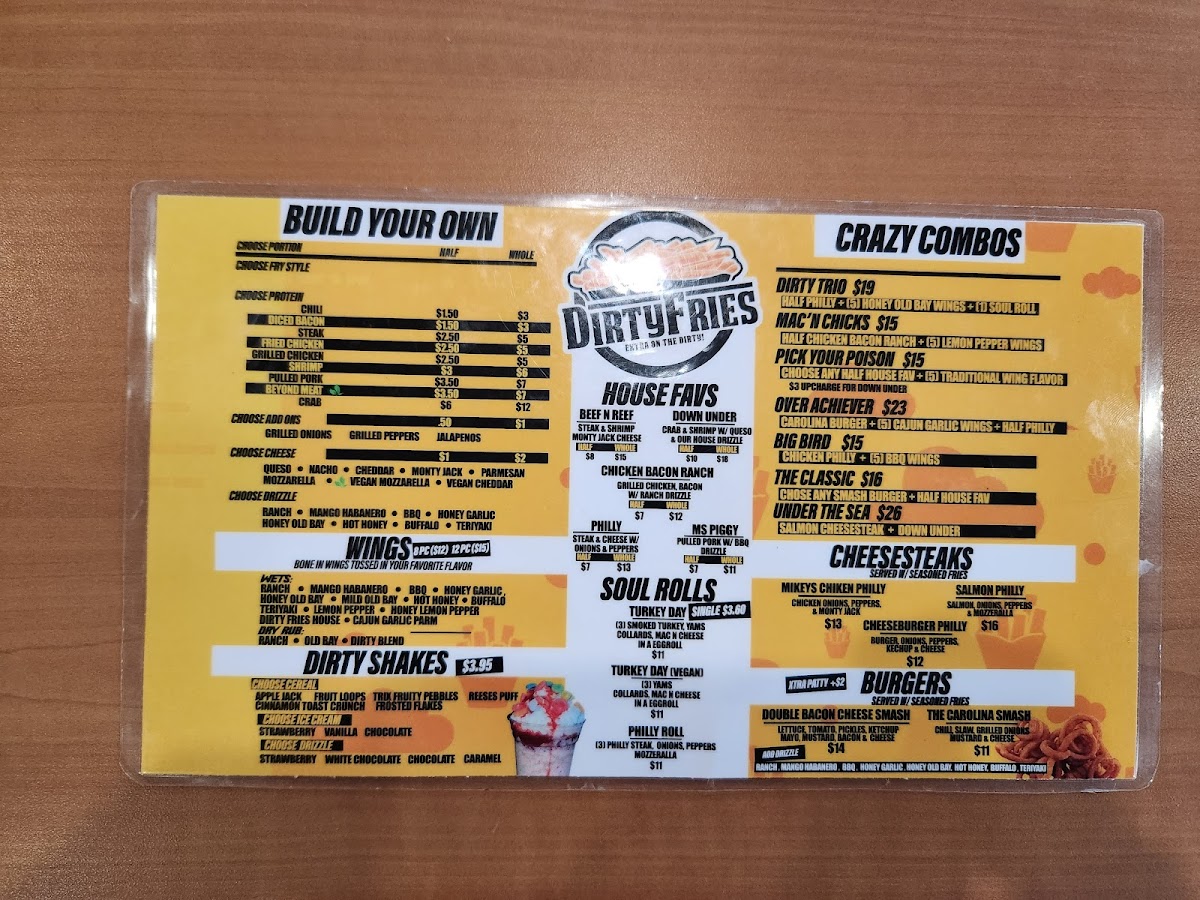 BUILD YOUR OWN
CHOOSE PORTION HALF WHOLE
CHOOSE FRY STYLE
CHOOSE PROTEIN
CHILI $1.50 $3
DICED BACON $1.50 $3
STEAK $2.50 $5
FRIED CHICKEN $2.50 $5
GRILLED CHICKEN $2.50 $5
SHRIMP $3 $6
PULLED PORK $3.50 $7
BEYOND MEAT $3.50 $7
CRAB $6 $12
CHOOSE ADD ONS .50 $1
GRILLED ONIONS GRILLED PEPPERS JALAPENOS
CHOOSE CHEESE $1 $2
QUESO • NACHO • CHEDDAR • MONTY JACK • PARMESAN
MOZZARELLA • VEGAN MOZZARELLA • VEGAN CHEDDAR
CHOOSE DRIZZLE
RANCH • MANGO HABANERO • BBQ • HONEY GARLIC
HONEY OLD BAY • HOT HONEY • BUFFALO • TERIYAKI
WINGS 8 PC ($12) 12 PC ($15)
BONE IN WINGS TOSSED IN YOUR FAVORITE FLAVOR
WETS:
RANCH • MANGO HABANERO • BBQ • HONEY GARLIC,
HONEY OLD BAY • MILD OLD BAY • HOT HONEY • BUFFALO
TERIYAKI • LEMON PEPPER • HONEY LEMON PEPPER
DIRTY FRIES HOUSE • CAJUN GARLIC PARM
DRY RUB:
RANCH • OLD BAY • DIRTY BLEND
DIRTY SHAKES $3.95
CHOOSE CEREAL
APPLE JACK FRUIT LOOPS TRIX FRUITY PEBBLES REESES PUFF
CINNAMON TOAST CRUNCH FROSTED FLAKES
CHOOSE ICE CREAM
STRAWBERRY VANILLA CHOCOLATE
CHOOSE DRIZZLE
STRAWBERRY WHITE CHOCOLATE CHOCOLATE CARAMEL
DIRTYFRIES
EXTRA ON THE DIRTY!
HOUSE FAVS
BEEF N REEF
STEAK & SHRIMP
MONTY JACK CHEESE
HALF WHOLE
$8 $15
DOWN UNDER
CRAB & SHRIMP W/ QUESO
& OUR HOUSE DRIZZLE
HALF WHOLE
$10 $18
CHICKEN BACON RANCH
GRILLED CHICKEN, BACON
W/ RANCH DRIZZLE
HALF WHOLE
$7 $12
PHILLY
STEAK & CHEESE W/
ONIONS & PEPPERS
HALF WHOLE
$7 $13
MS PIGGY
PULLED PORK W/ BBQ
DRIZZLE
HALF WHOLE
$7 $11
SOUL ROLLS
TURKEY DAY SINGLE $3.60
(3) SMOKED TURKEY, YAMS
COLLARDS, MAC N CHEESE
IN A EGGROLL
$11
TURKEY DAY (VEGAN)
(3) YAMS
COLLARDS, MAC N CHEESE
IN A EGGROLL
$11
PHILLY ROLL
(3) PHILLY STEAK, ONIONS, PEPPERS
MOZZERALLA
$11
CRAZY COMBOS
DIRTY TRIO $19
HALF PHILLY + (5) HONEY OLD BAY WINGS + (1) SOUL ROLL
MAC'N CHICKS $15
HALF CHICKEN BACON RANCH + (5) LEMON PEPPER WINGS
PICK YOUR POISON $15
CHOOSE ANY HALF HOUSE FAV + (5) TRADITIONAL WING FLAVOR
$3 UPCHARGE FOR DOWN UNDER
OVER ACHIEVER $23
CAROLINA BURGER + (5) CAJUN GARLIC WINGS + HALF PHILLY
BIG BIRD $15
CHICKEN PHILLY + (5) BBQ WINGS
THE CLASSIC $16
CHOSE ANY SMASH BURGER + HALF HOUSE FAV
UNDER THE SEA $26
SALMON CHEESESTEAK + DOWN UNDER
CHEESESTEAKS
SERVED W/ SEASONED FRIES
MIKEYS CHIKEN PHILLY
CHICKEN ONIONS, PEPPERS,
& MONTY JACK
$13
SALMON PHILLY
SALMON, ONIONS, PEPPERS
& MOZZERALLA
$16
CHEESEBURGER PHILLY
BURGER, ONIONS, PEPPERS,
KECHUP & CHEESE
$12
XTRA PATTY +$2 BURGERS
SERVED W/ SEASONED FRIES
DOUBLE BACON CHEESE SMASH
LETTUCE, TOMATO, PICKLES, KETCHUP
MAYO, MUSTARD, BACON & CHEESE
$14
THE CAROLINA SMASH
CHILI, SLAW, GRILLED ONIONS
MUSTARD & CHEESE
$11
ADD DRIZZLE
RANCH, MANGO HABANERO, BBQ, HONEY GARLIC, HONEY OLD BAY, HOT HONEY, BUFFALO, TERIYAKI